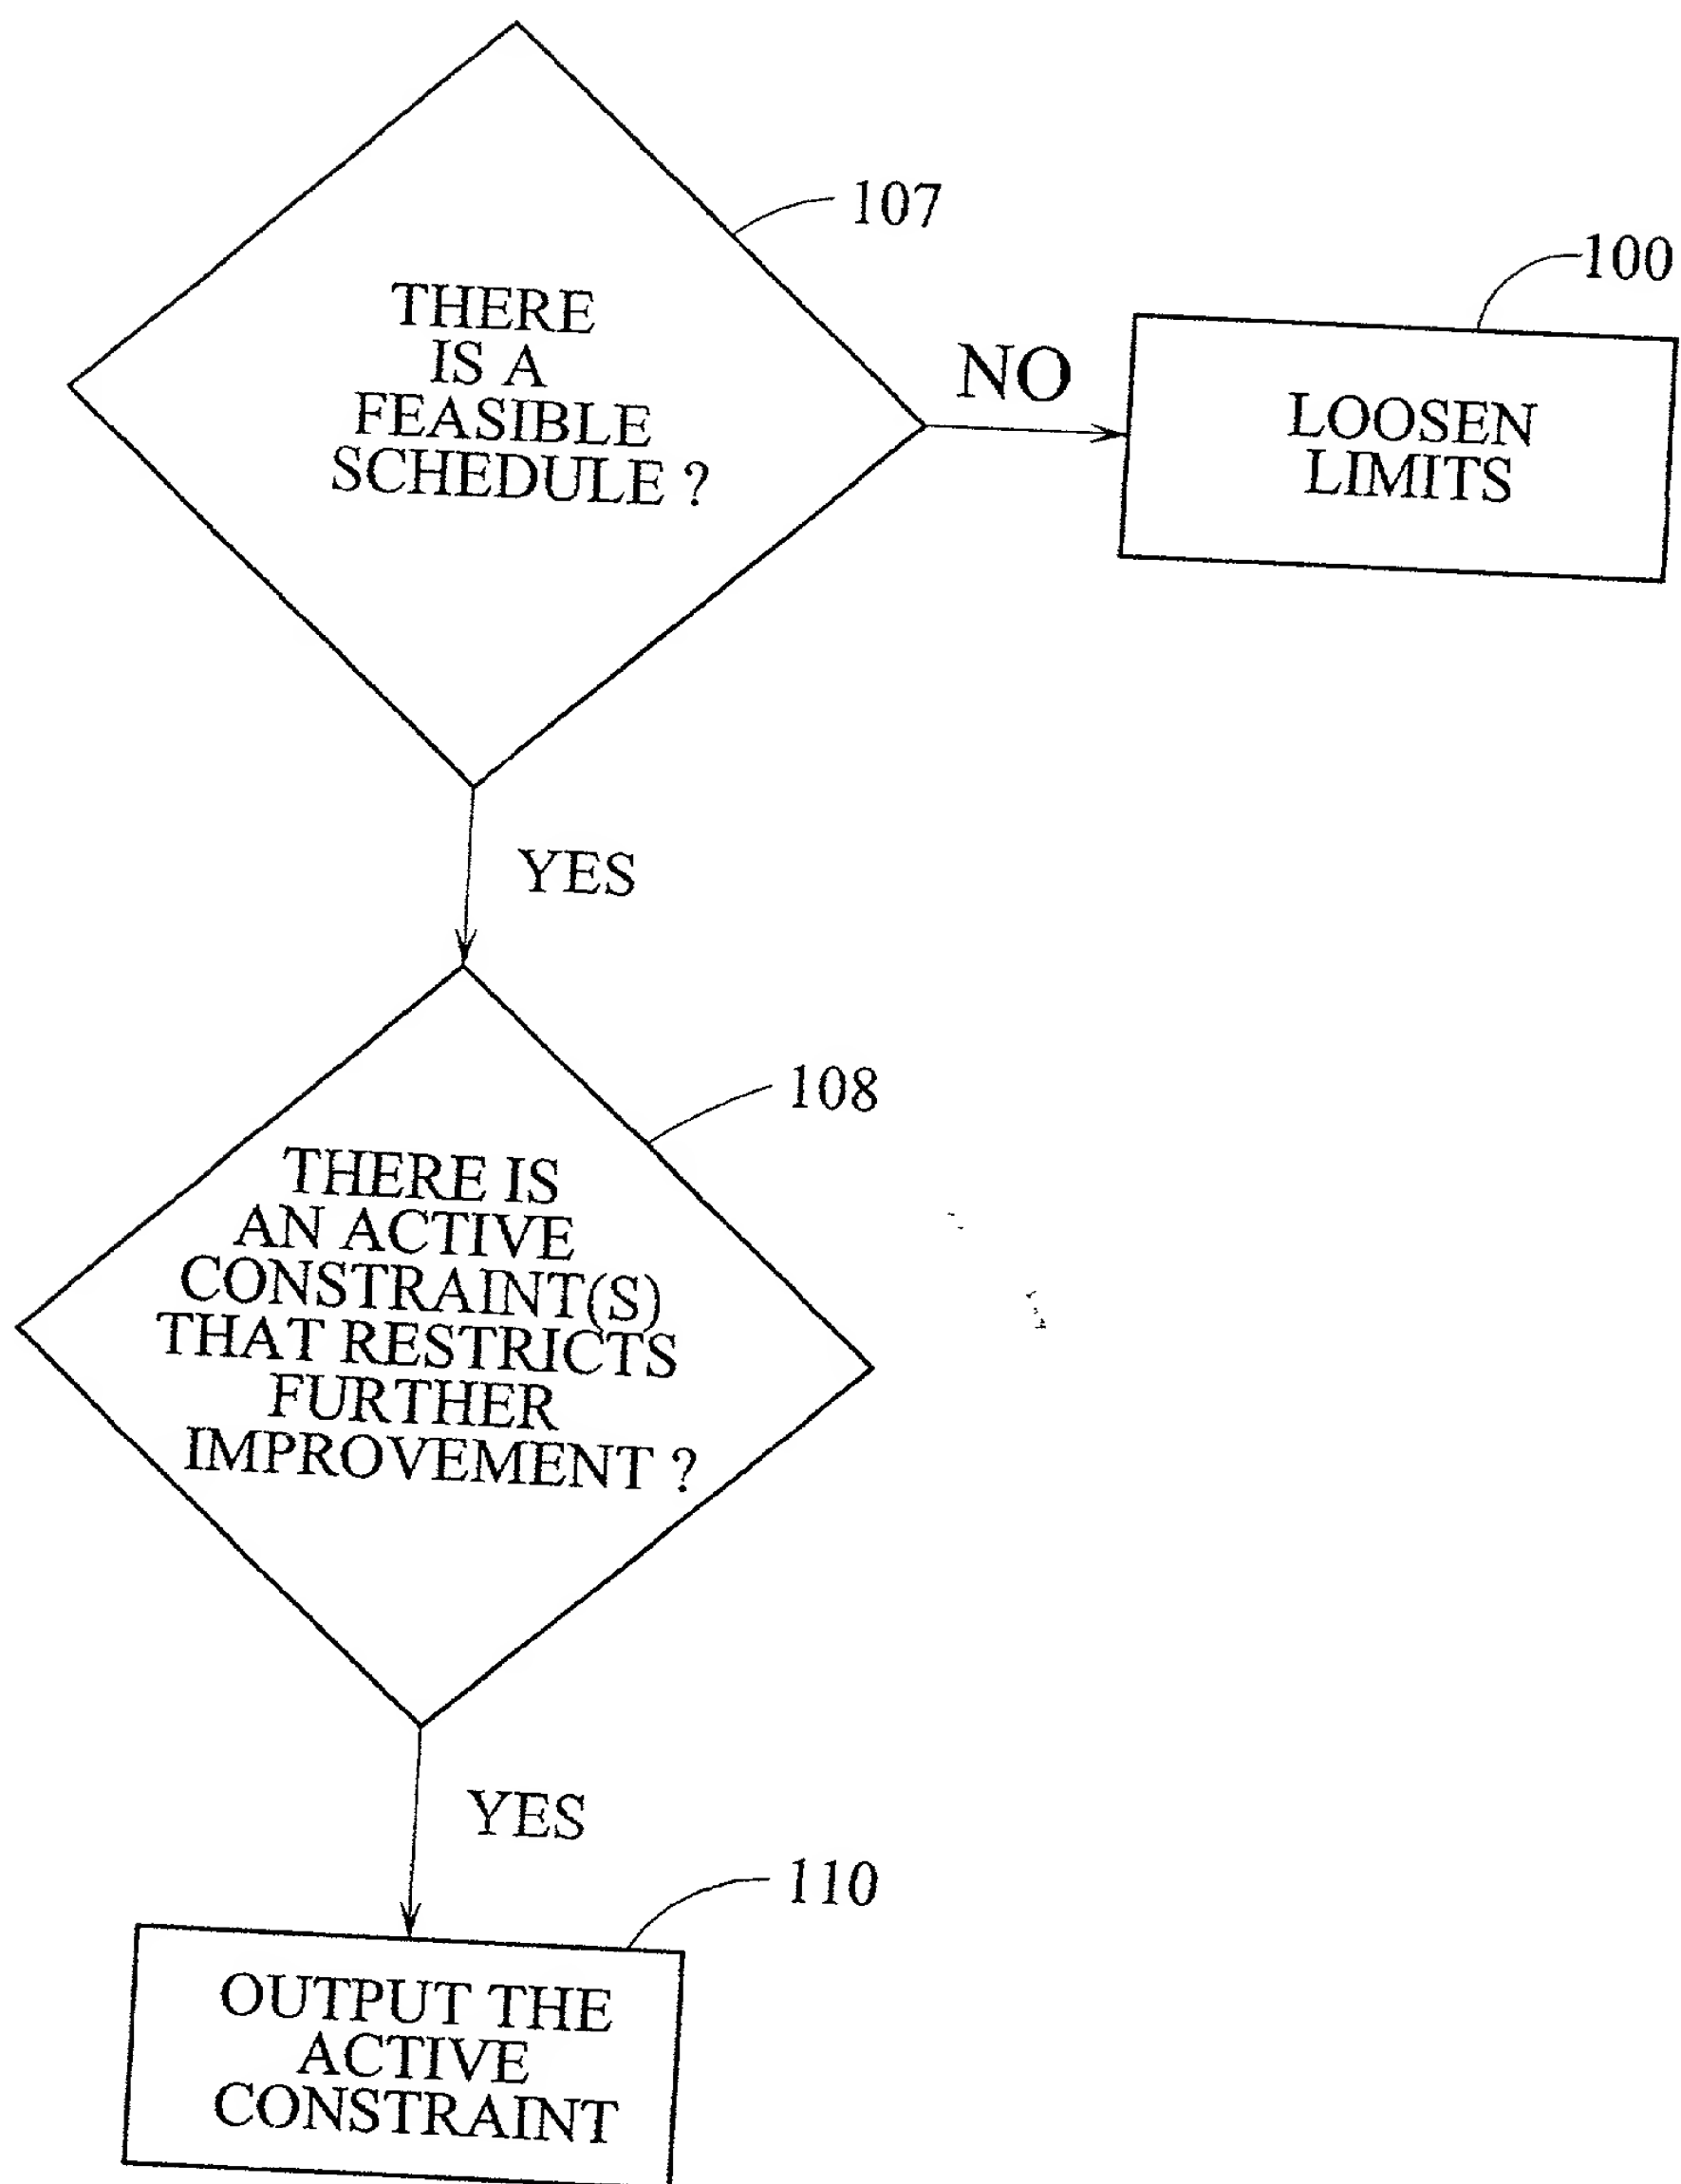 107
THERE
IS A
FEASIBLE
SCHEDULE ?
NO
100
LOOSEN
LIMITS
YES
108
THERE IS
AN ACTIVE
CONSTRAINT(S)
THAT RESTRICTS
FURTHER
IMPROVEMENT ?
YES
110
OUTPUT THE
ACTIVE
CONSTRAINT